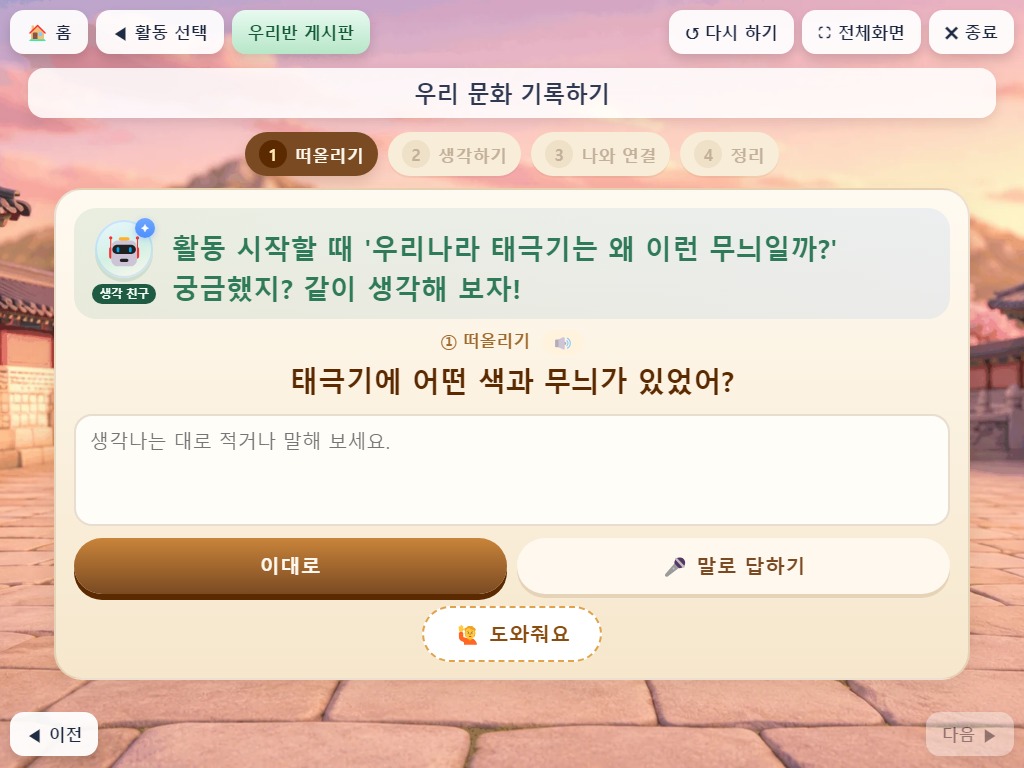 🏠 홈
◀ 활동 선택
우리반 게시판
↺ 다시 하기
⛶ 전체화면
✕ 종료
우리 문화 기록하기
1 떠올리기
2 생각하기
3 나와 연결
4 정리
생각 친구
활동 시작할 때 '우리나라 태극기는 왜 이런 무늬일까?'
궁금했지? 같이 생각해 보자!
① 떠올리기
태극기에 어떤 색과 무늬가 있었어?
생각나는 대로 적거나 말해 보세요.
이대로
🎤 말로 답하기
🙋 도와줘요
◀ 이전
다음 ▶